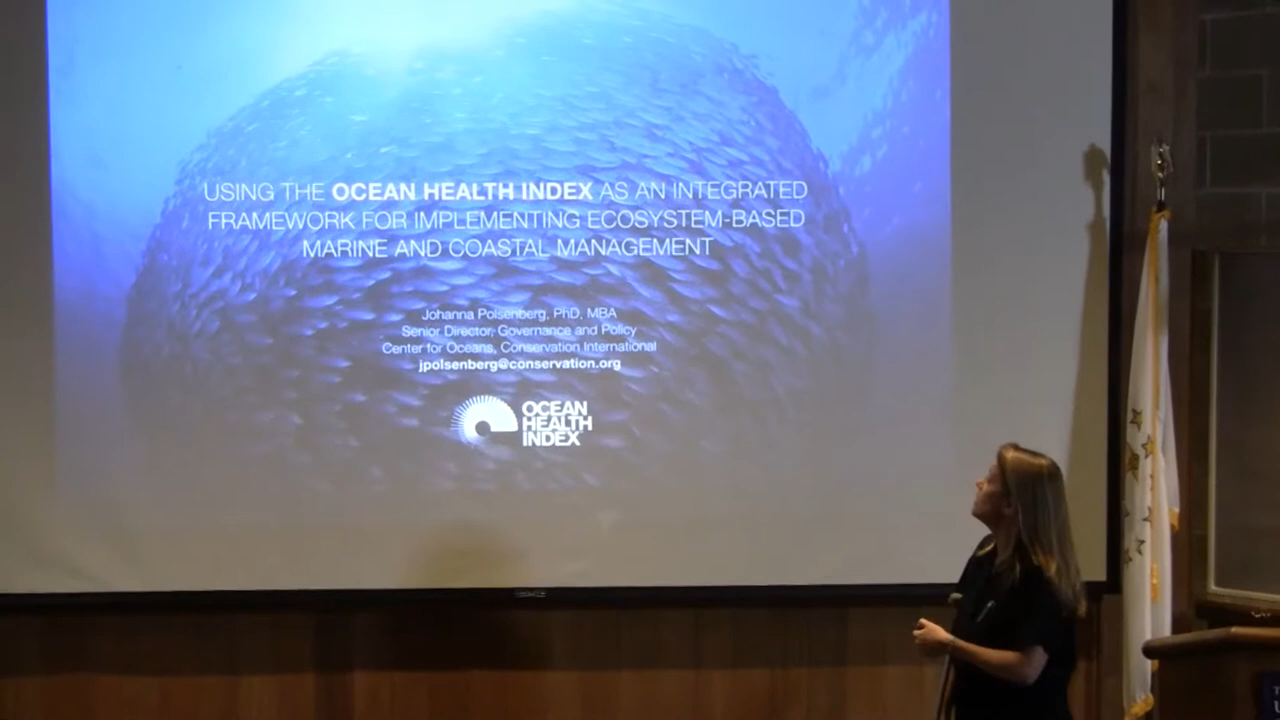 USING THE OCEAN HEALTH INDEX AS AN INTEGRATED
FRAMEWORK FOR IMPLEMENTING ECOSYSTEM-BASED
MARINE AND COASTAL MANAGEMENT
Johanna Polsenberg, PhD, MBA
Senior Director, Governance and Policy
Center for Oceans, Conservation International
jpolsenberg@conservation.org
OCEAN
HEALTH
INDEX